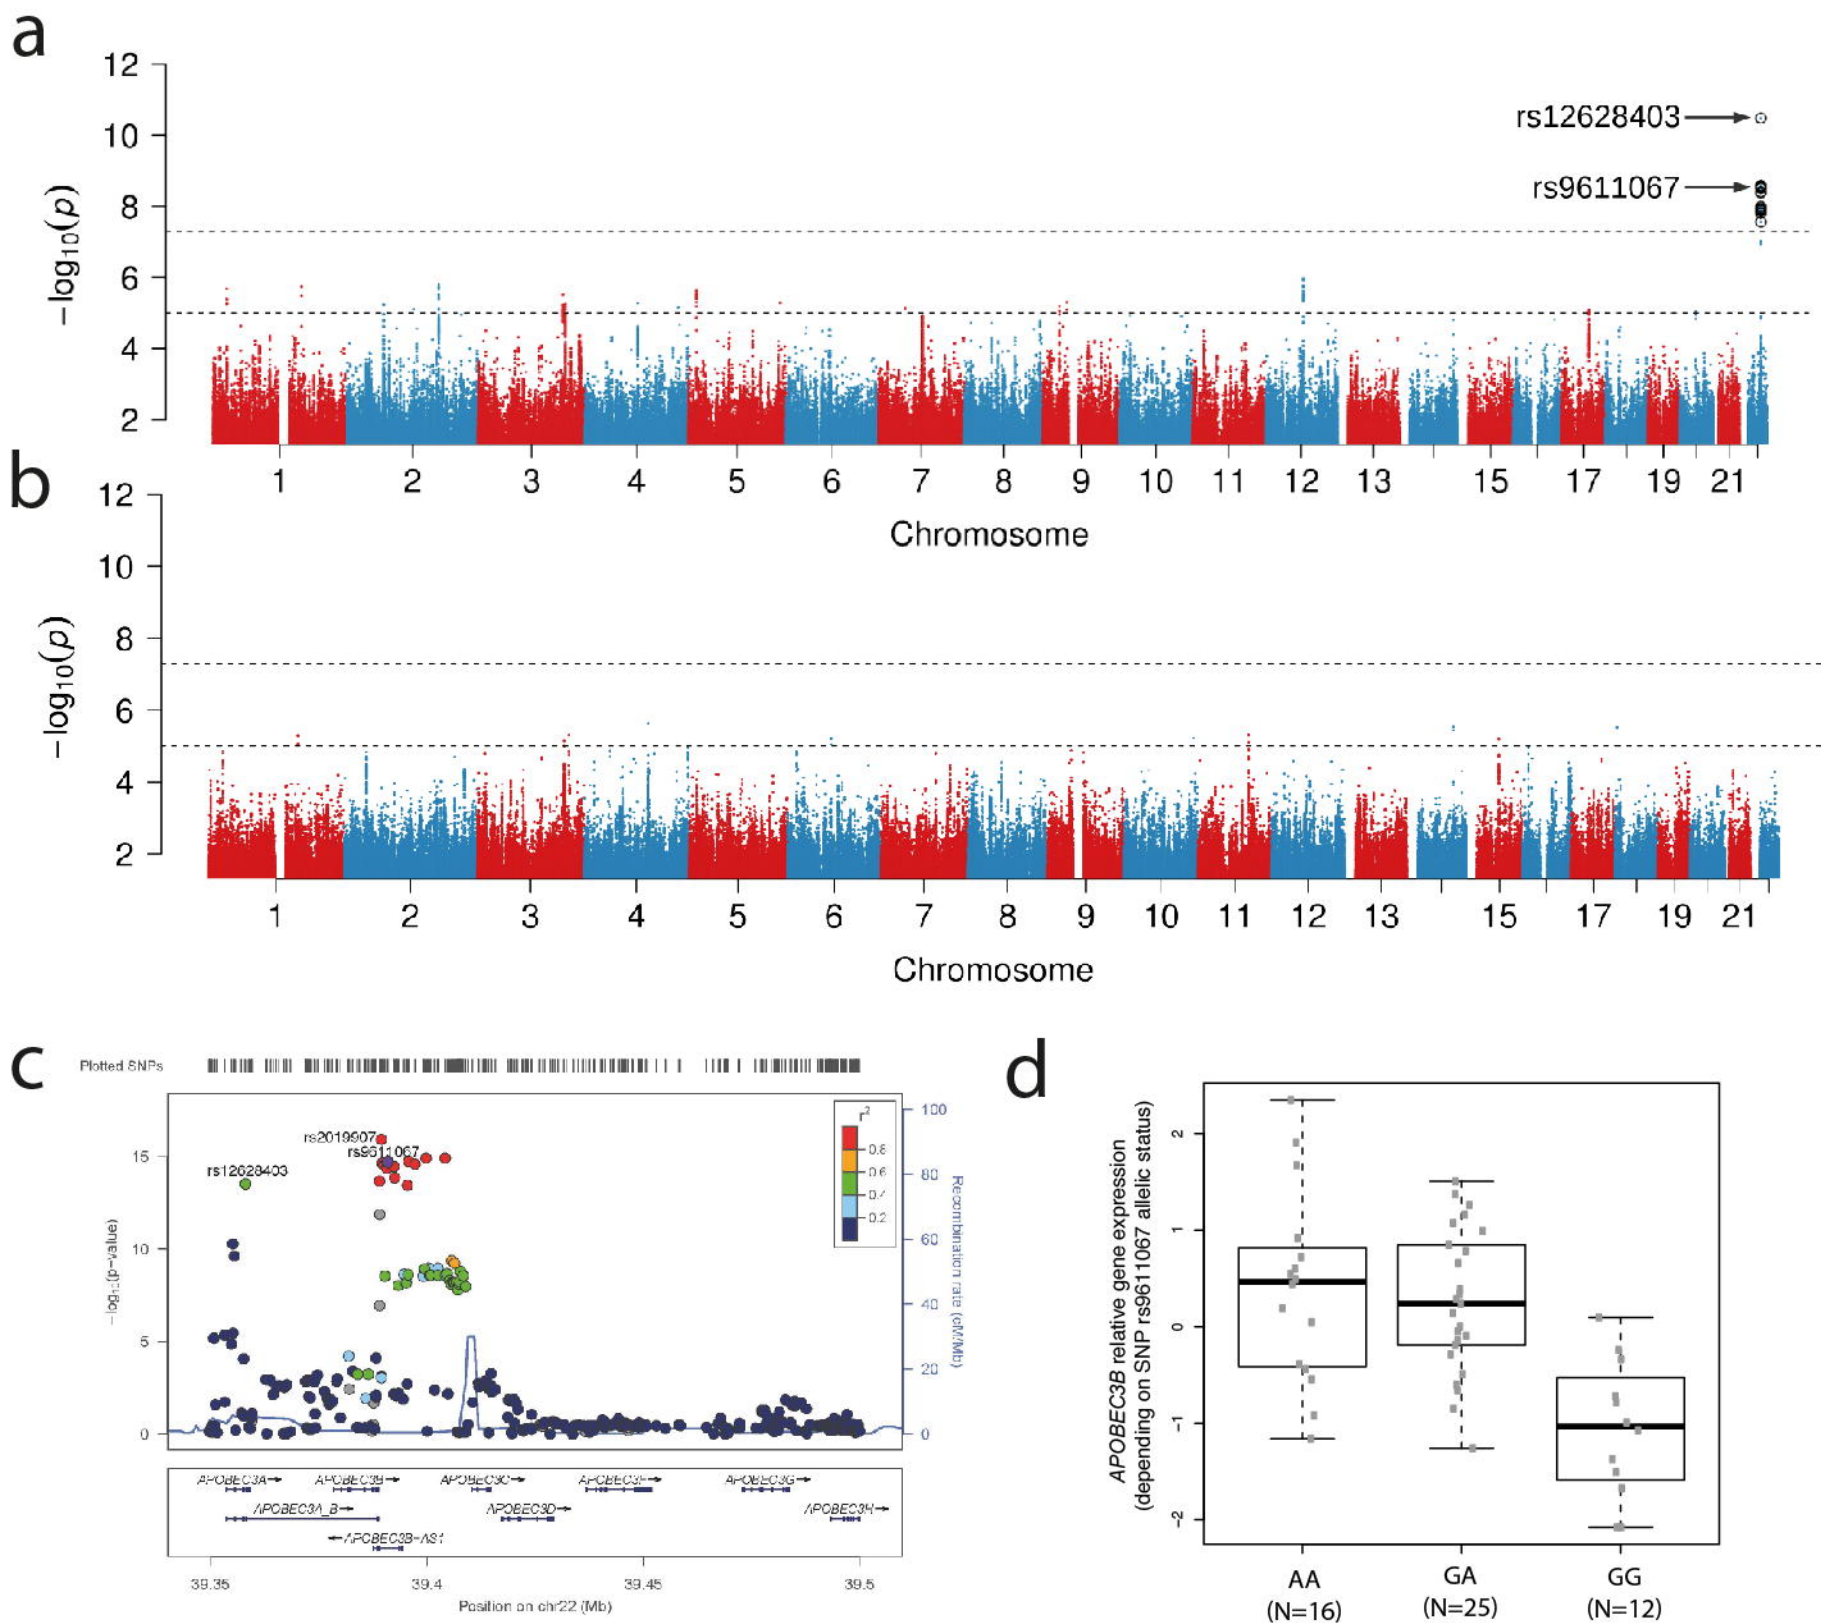 a
12
10
8
6
4
2
−log10(p)
rs12628403
rs9611067
1 2 3 4 5 6 7 8 9 10 11 12 13 15 17 19 21
Chromosome
b
12
10
8
6
4
2
−log10(p)
1 2 3 4 5 6 7 8 9 10 11 12 13 15 17 19 21
Chromosome
c
Plotted SNPs
15
10
5
0
−log10(p−value)
rs2019907
rs9611067
rs12628403
r2
0.8
0.6
0.4
0.2
100
80
60
40
20
0
Recombination rate (cM/Mb)
APOBEC3A APOBEC3B APOBEC3C APOBEC3F APOBEC3G
APOBEC3A_B APOBEC3D APOBEC3H
APOBEC3B−AS1
39.35 39.4 39.45 39.5
Position on chr22 (Mb)
d
APOBEC3B relative gene expression
(depending on SNP rs9611067 allelic status)
2
1
0
-1
-2
AA GA GG
(N=16) (N=25) (N=12)